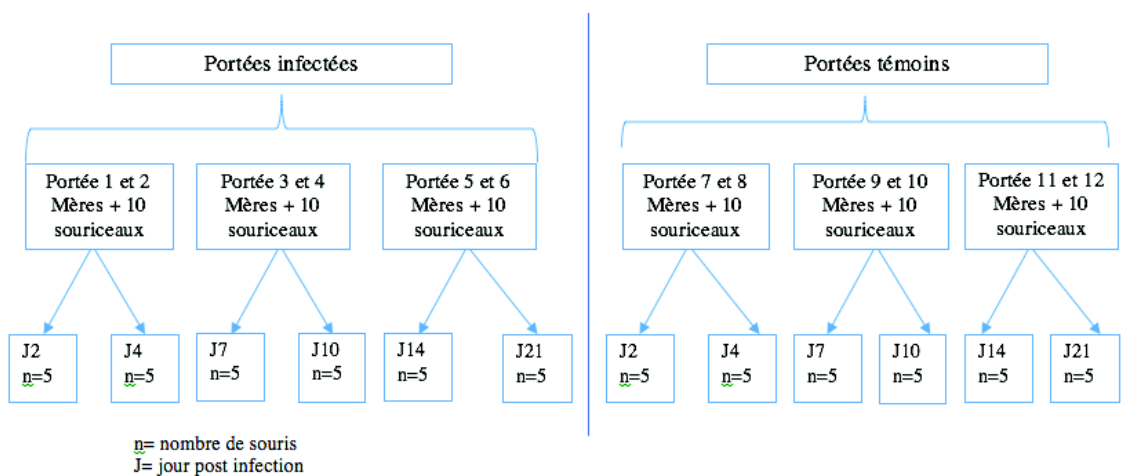 Portées infectées
Portées témoins
Portée 1 et 2
Mères + 10
souriceaux
Portée 3 et 4
Mères + 10
souriceaux
Portée 5 et 6
Mères + 10
souriceaux
Portée 7 et 8
Mères + 10
souriceaux
Portée 9 et 10
Mères + 10
souriceaux
Portée 11 et 12
Mères + 10
souriceaux
J2
n=5
J4
n=5
J7
n=5
J10
n=5
J14
n=5
J21
n=5
J2
n=5
J4
n=5
J7
n=5
J10
n=5
J14
n=5
J21
n=5
n= nombre de souris
J= jour post infection